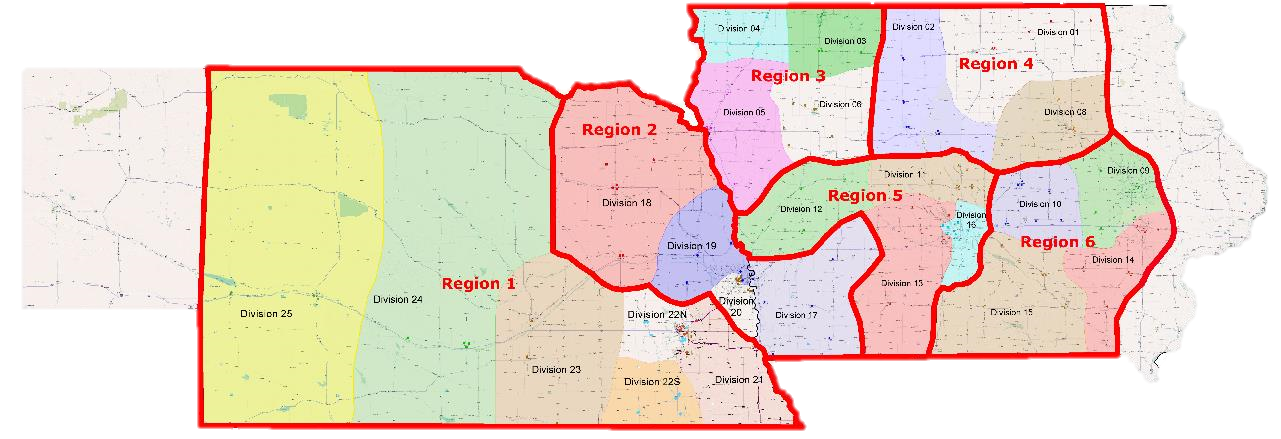 Division 04
Division 03
Division 02
Division 01
Region 3
Region 4
Division 05
Division 06
Division 08
Region 2
Division 18
Division 19
Division 12
Division 11
Region 5
Division
16
Division 10
Division 09
Region 6
Division 14
Region 1
Division 25
Division 24
Division 23
Division 22N
Division
20
Division 22S
Division 21
Division 17
Division 13
Division 15